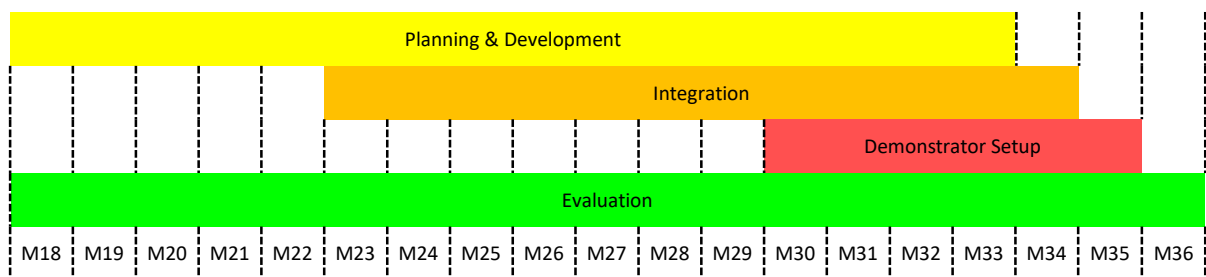 Planning & Development
Integration
Demonstrator Setup
Evaluation
M18 M19 M20 M21 M22 M23 M24 M25 M26 M27 M28 M29 M30 M31 M32 M33 M34 M35 M36